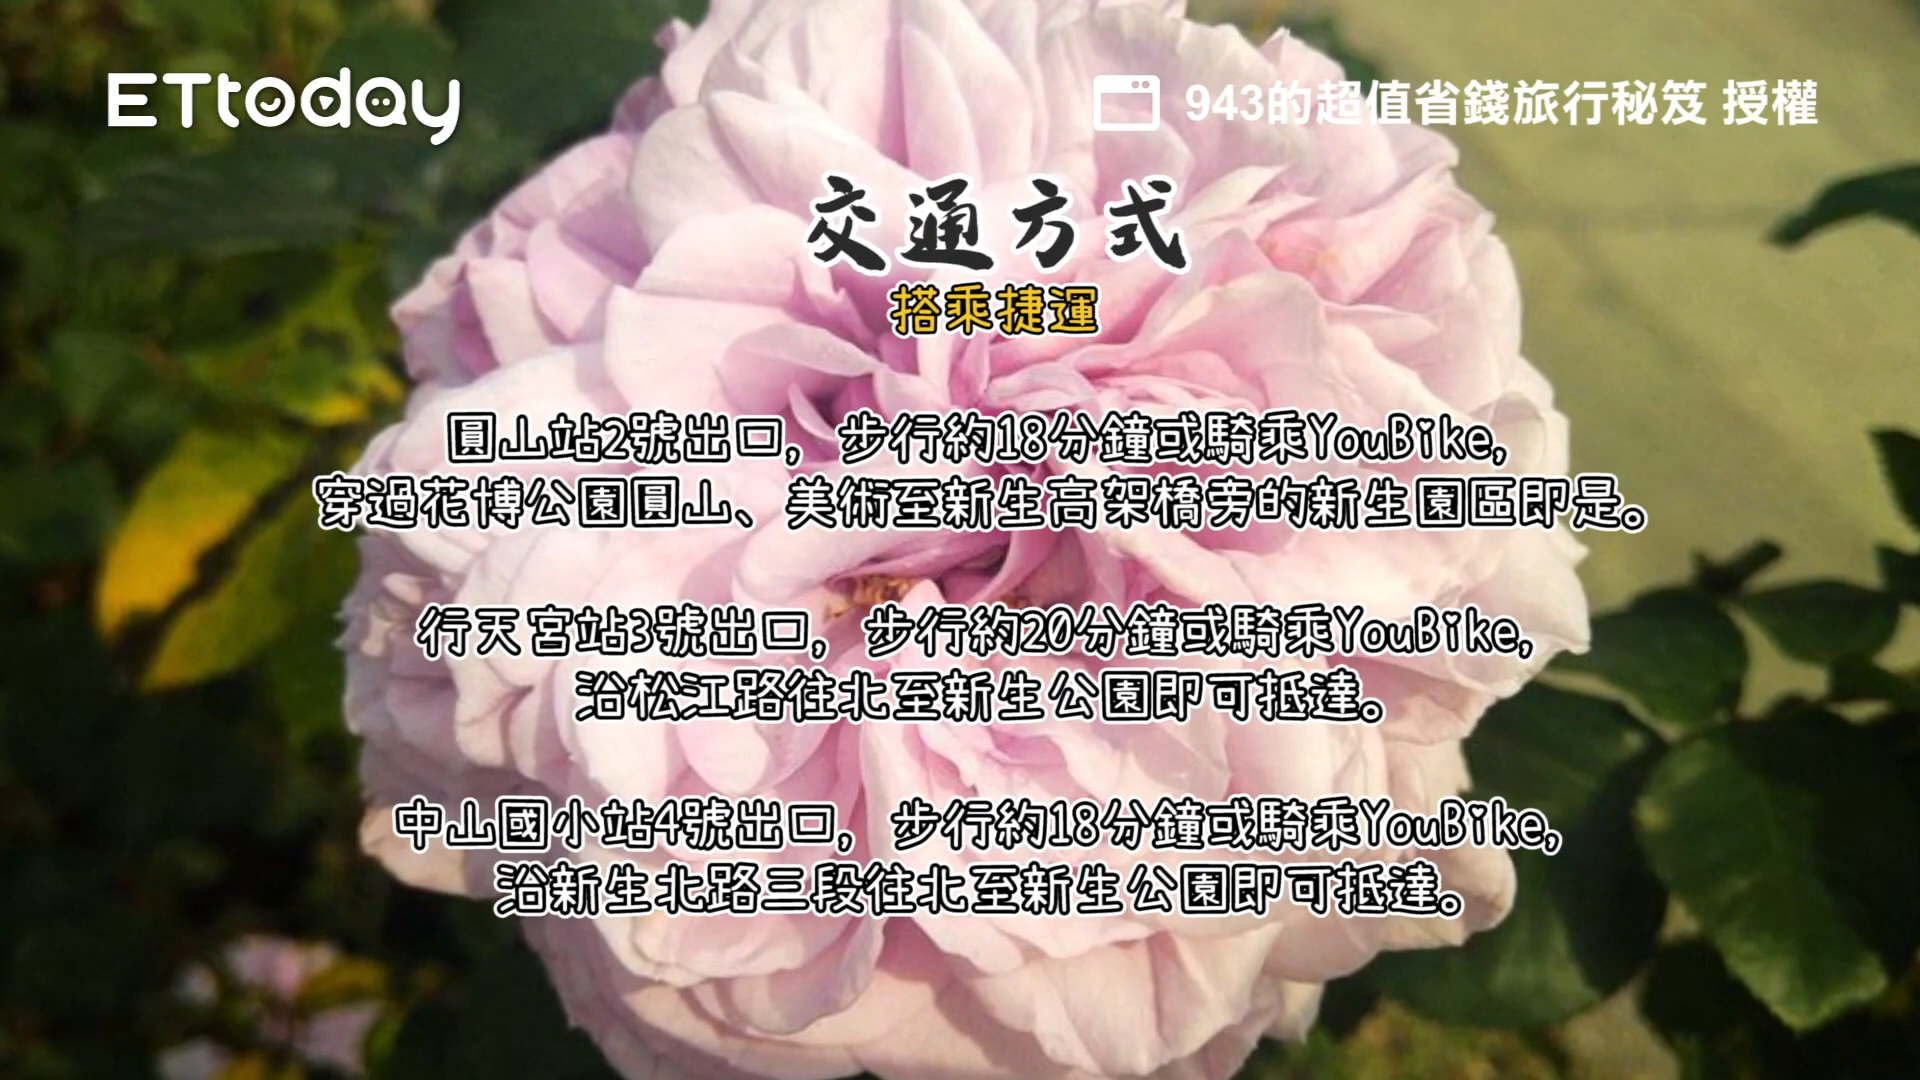 ETtoday
943的超值省錢旅行秘笈 授權
交通方式
搭乘捷運
圓山站2號出口，步行約18分鐘或騎乘YouBike,
穿過花博公園圓山、美術至新生高架橋旁的新生園區即是。
行天宮站3號出口，步行約20分鐘或騎乘YouBike,
沿松江路往北至新生公園即可抵達。
中山國小站4號出口，步行約18分鐘或騎乘YouBike,
沿新生北路三段往北至新生公園即可抵達。